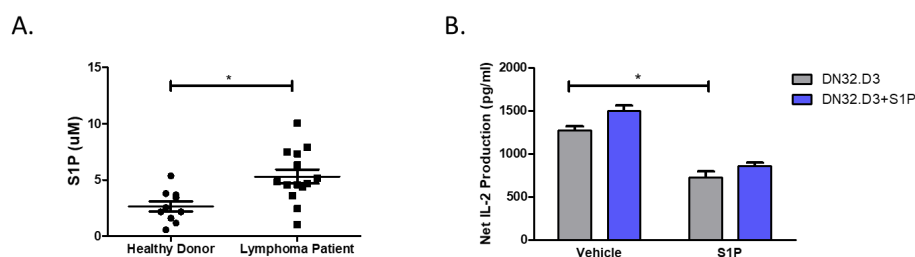 A.
B.
15
10
5
0
S1P (uM)
*
Healthy Donor
Lymphoma Patient
2000
1500
1000
500
0
Net IL-2 Production (pg/ml)
*
Vehicle
S1P
DN32.D3
DN32.D3+S1P